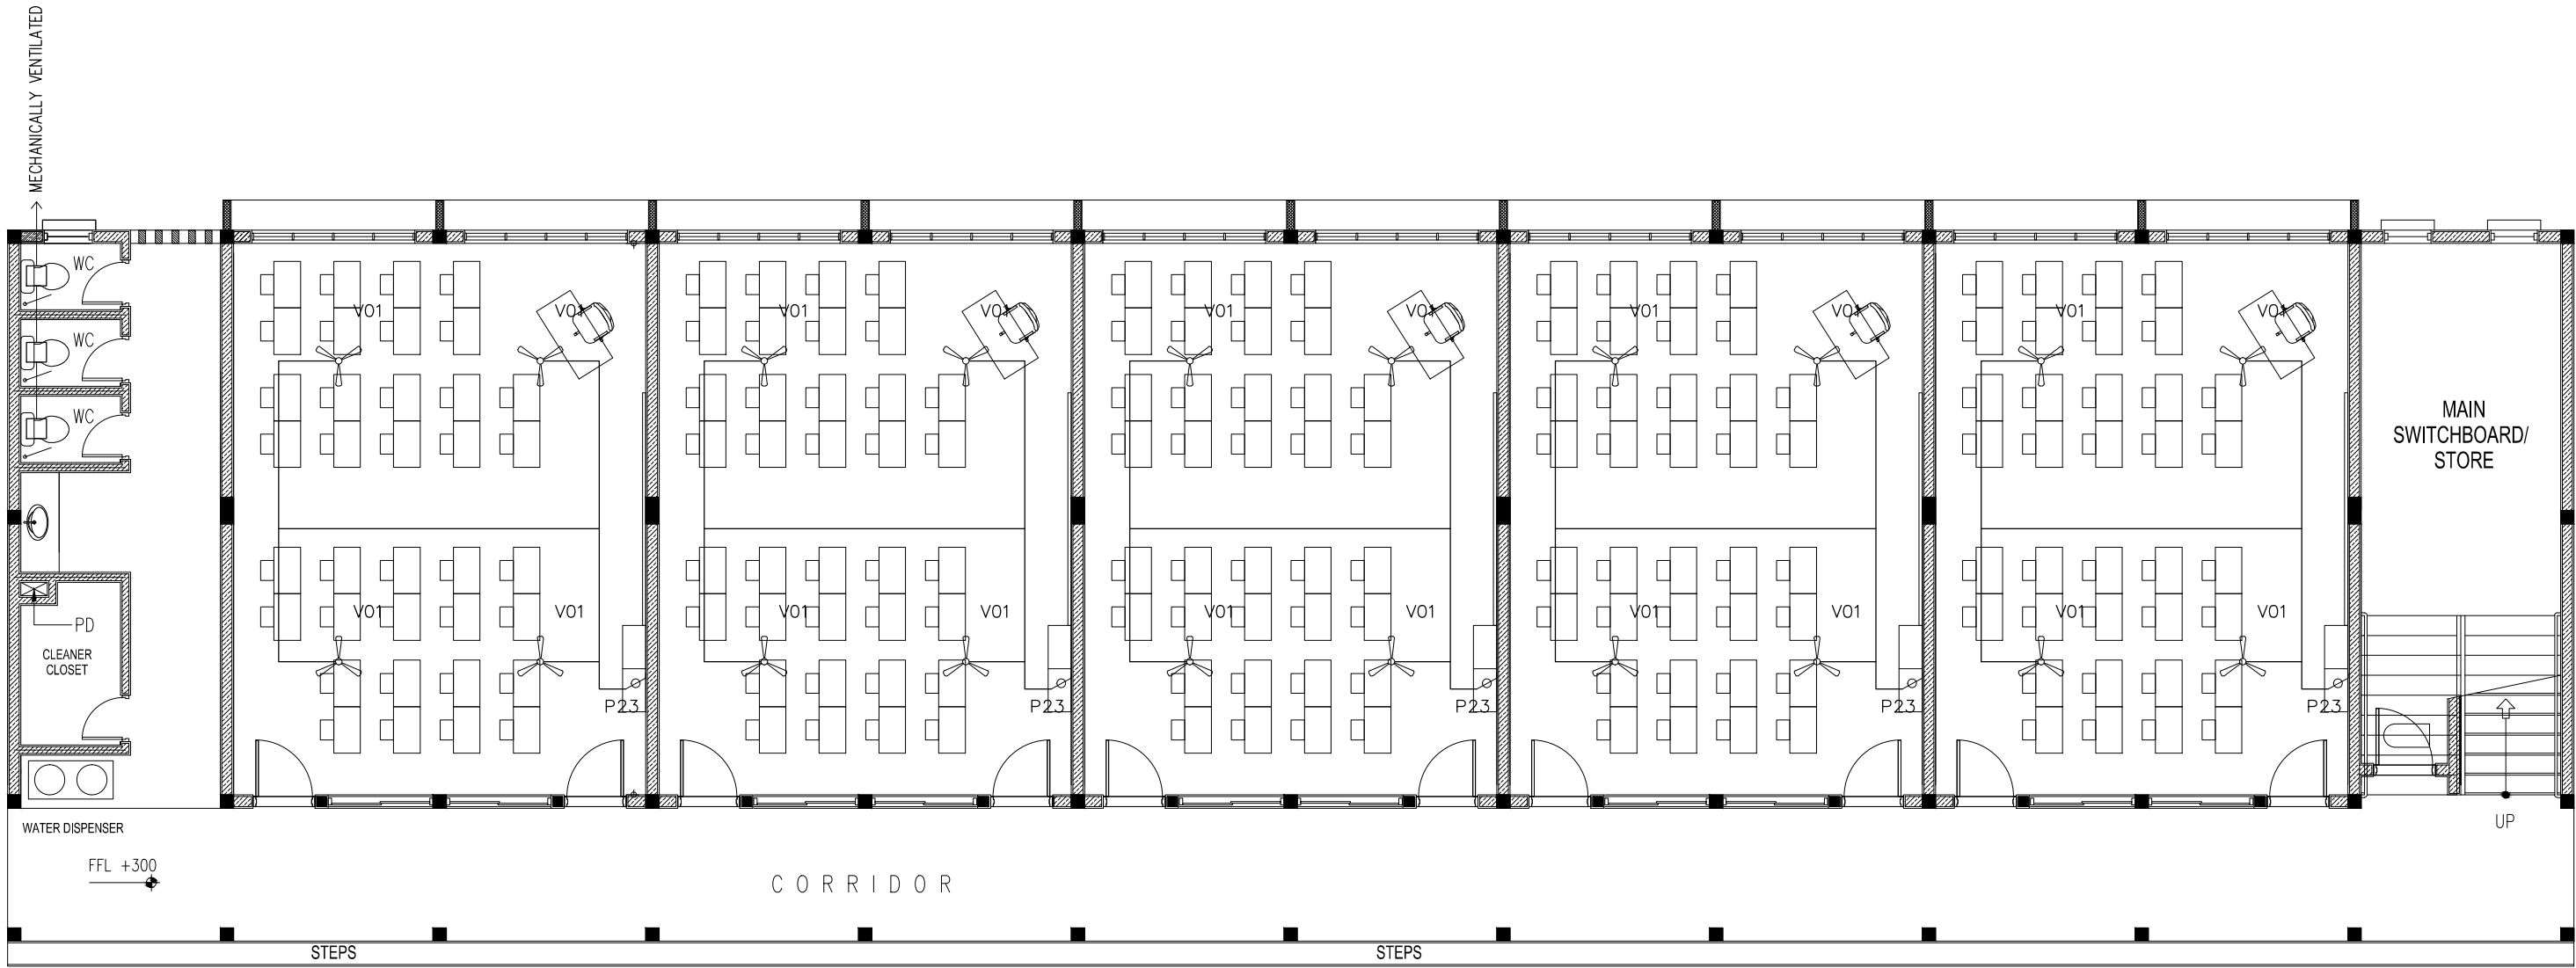 MECHANICALLY VENTILATED
WC
V01
V01
V01
V01
V01
V01
V01
V01
V01
V01
WC
WC
MAIN
SWITCHBOARD/
STORE
V01
V01
V01
V01
V01
V01
V01
V01
V01
V01
PD
CLEANER
CLOSET
P23
P23
P23
P23
P23
WATER DISPENSER
UP
FFL +300
CORRIDOR
STEPS
STEPS